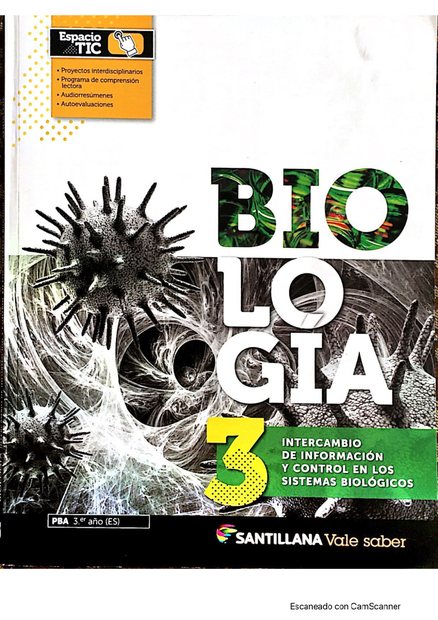 Espacio
TIC
• Proyectos interdisciplinarios
• Programa de comprensión
lectora
• Audiorresúmenes
• Autoevaluaciones
BIO
LO
GÍA
3
INTERCAMBIO
DE INFORMACIÓN
Y CONTROL EN LOS
SISTEMAS BIOLÓGICOS
PBA 3.er año (ES)
SANTILLANA Vale saber
Escaneado con CamScanner